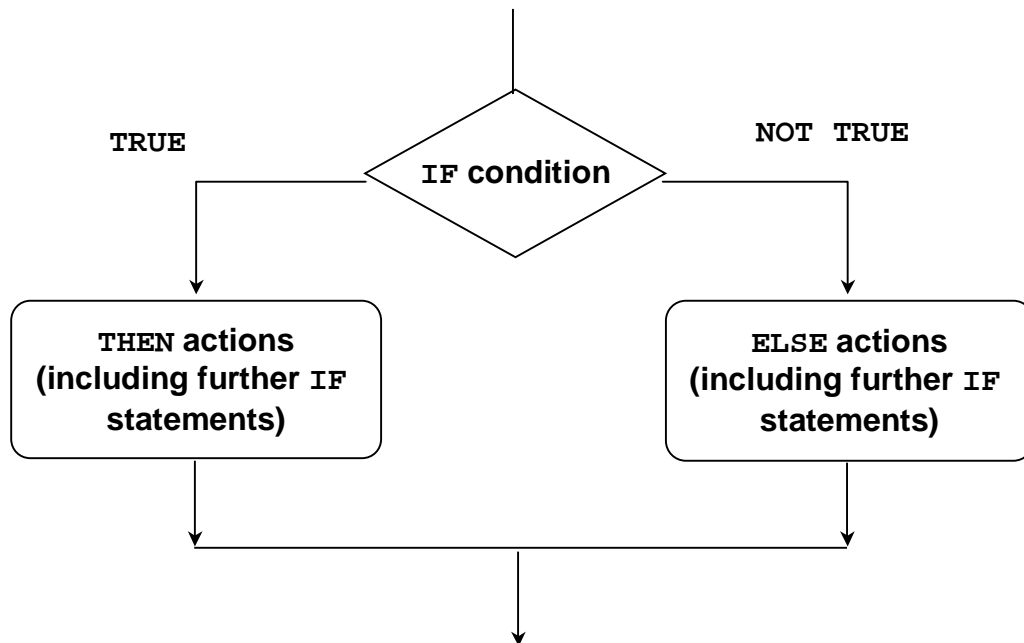 TRUE
NOT TRUE
IF condition
THEN actions
(including further IF
statements)
ELSE actions
(including further IF
statements)